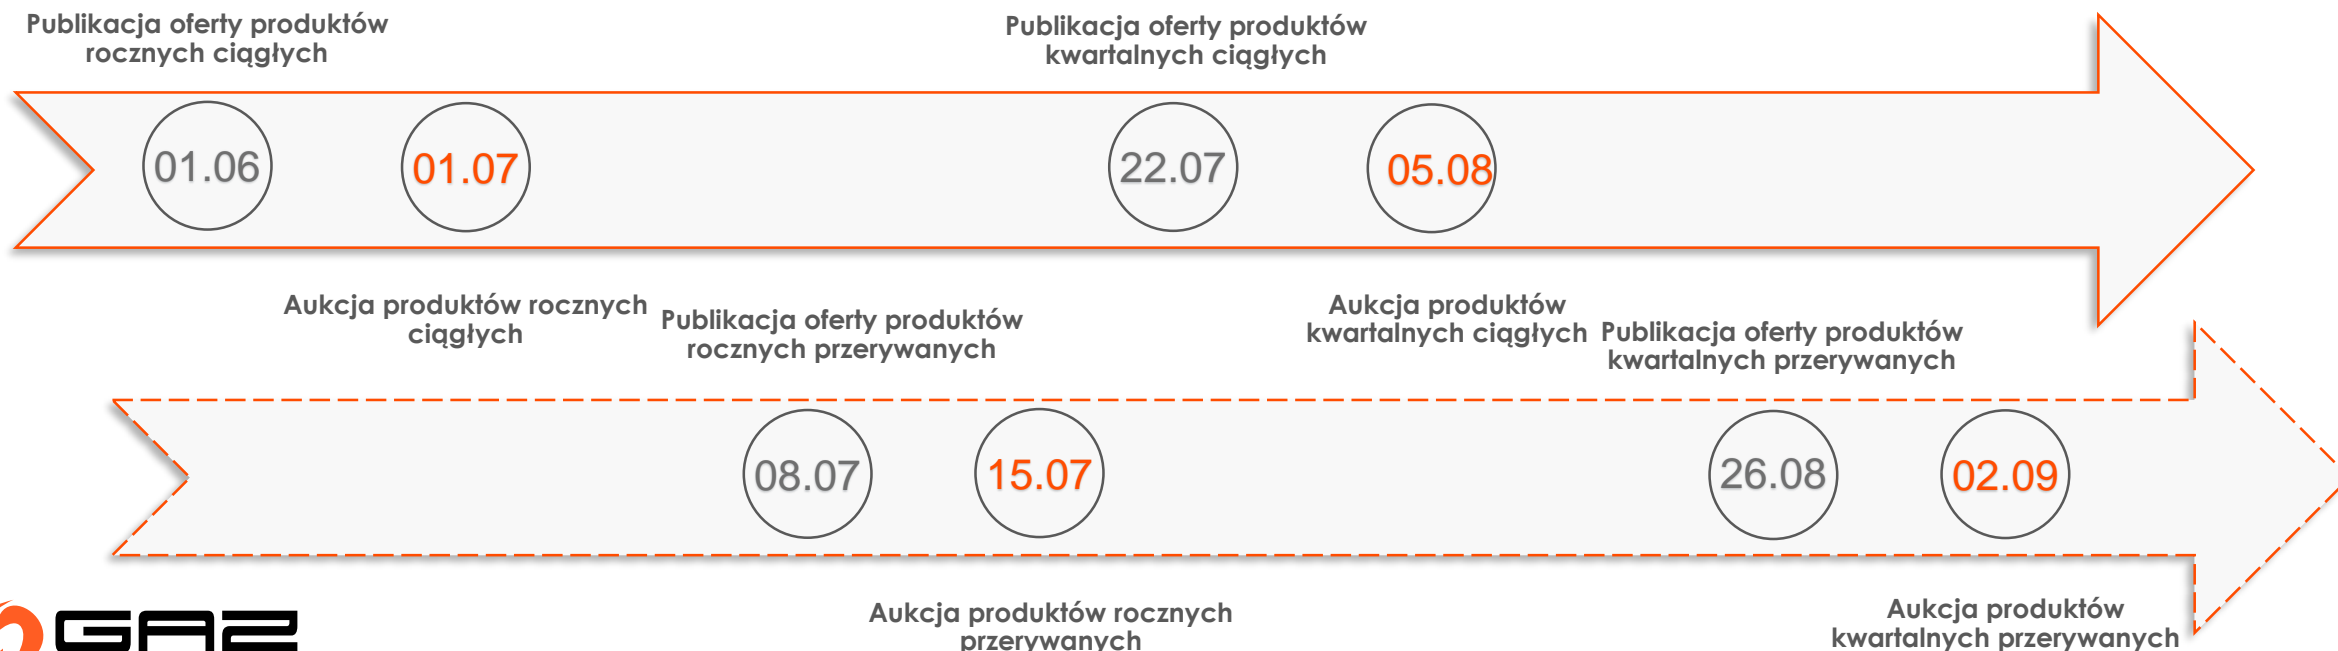 Publikacja oferty produktów
rocznych ciągłych
Publikacja oferty produktów
kwartalnych ciągłych
01.06
01.07
22.07
05.08
Aukcja produktów rocznych
ciągłych
Publikacja oferty produktów
rocznych przerywanych
Aukcja produktów
kwartalnych ciągłych
Publikacja oferty produktów
kwartalnych przerywanych
08.07
15.07
26.08
02.09
Aukcja produktów rocznych
przerywanych
Aukcja produktów
kwartalnych przerywanych
GAZ